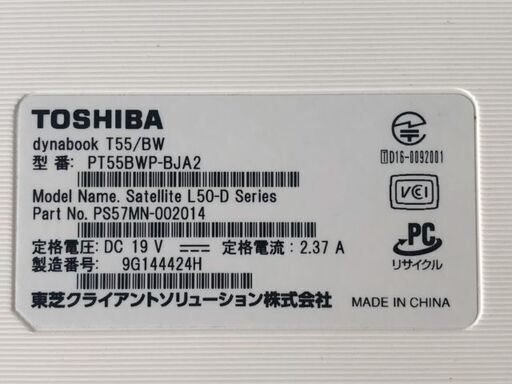 TOSHIBA
dynabook T55/BW
型 番: PT55BWP-BJA2
Model Name. Satellite L50-D Series
Part No. PS57MN-002014
定格電圧: DC 19 V 定格電流: 2.37 A
製造番号: 9G144424H
東芝クライアントソリューション株式会社
T D16-0092001
VCCI
PC
リサイクル
MADE IN CHINA